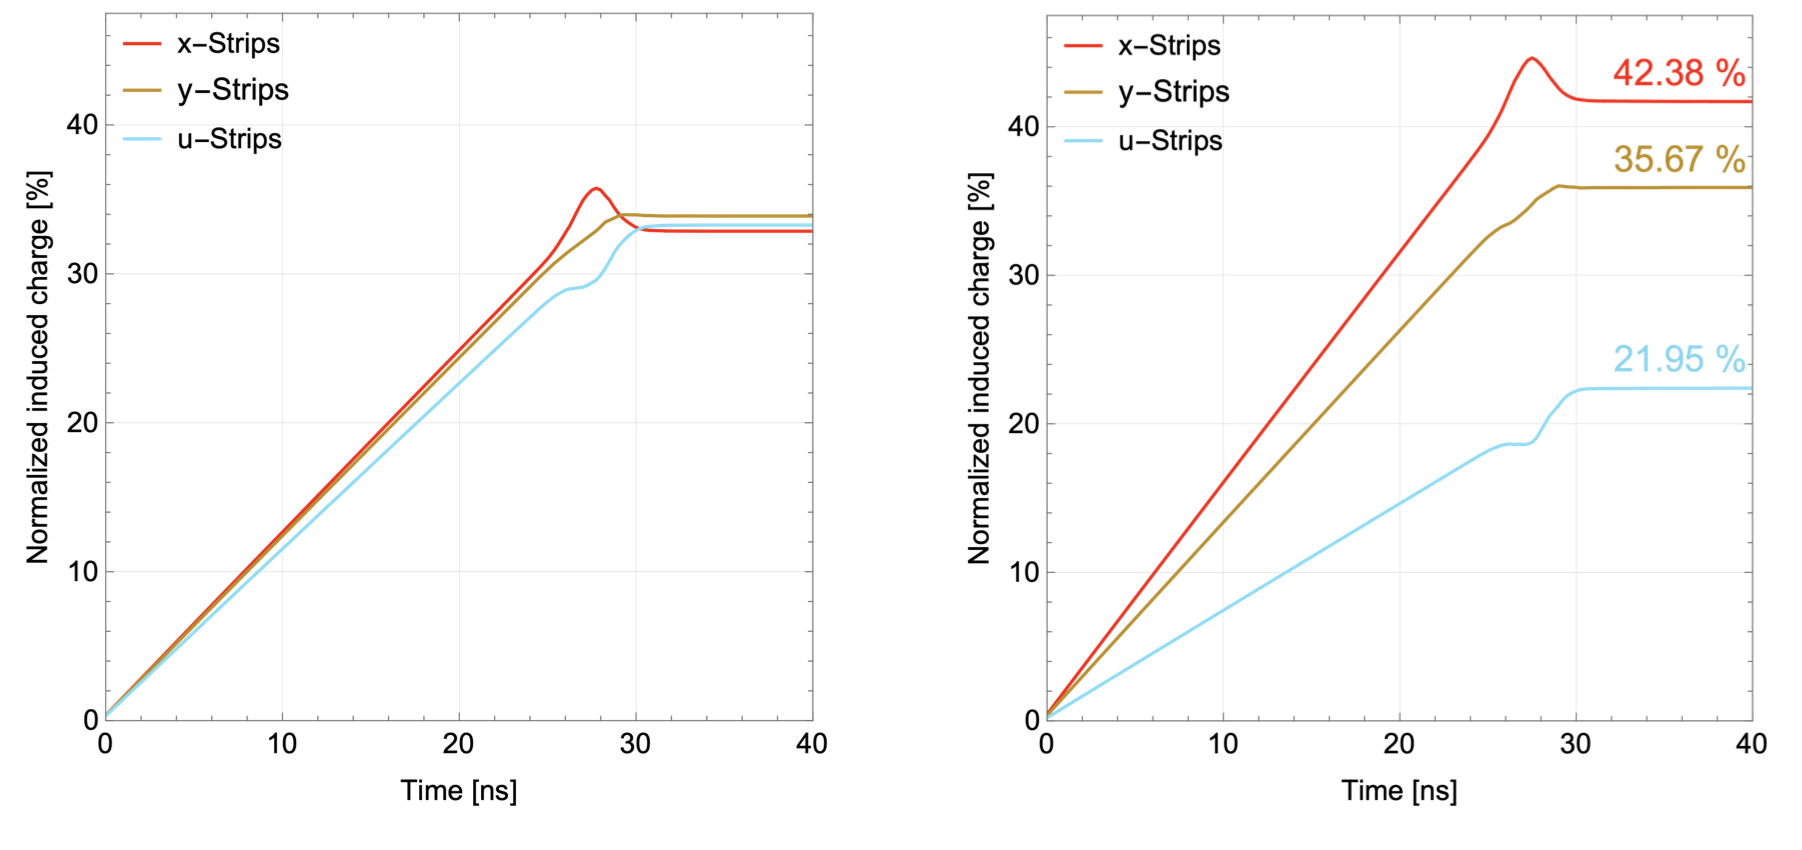 x-Strips
y-Strips
u-Strips
Normalized induced charge [%]
40
30
20
10
0
0 10 20 30 40
Time [ns]
x-Strips
y-Strips
u-Strips
42.38 %
35.67 %
21.95 %
Normalized induced charge [%]
40
30
20
10
0
0 10 20 30 40
Time [ns]